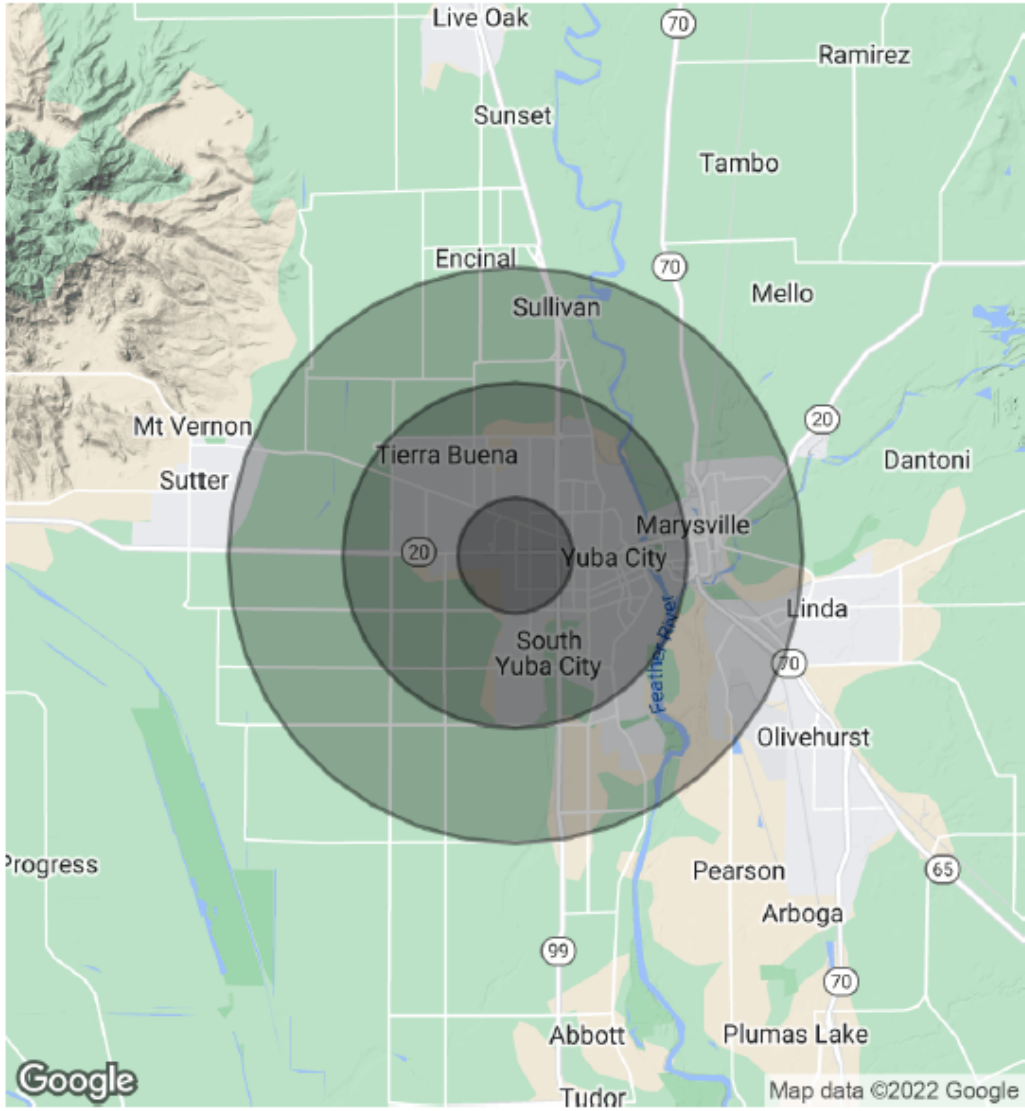 Live Oak
70
Ramirez
Sunset
Tambo
Encinal
70
Mello
Sullivan
20
Mt Vernon
Tierra Buena
Dantoni
Sutter
Marysville
20
Yuba City
Linda
South
Yuba City
Feather River
70
Olivehurst
Progress
Pearson
65
Arboga
99
70
Abbott
Plumas Lake
Google
Map data ©2022 Google
Tudor